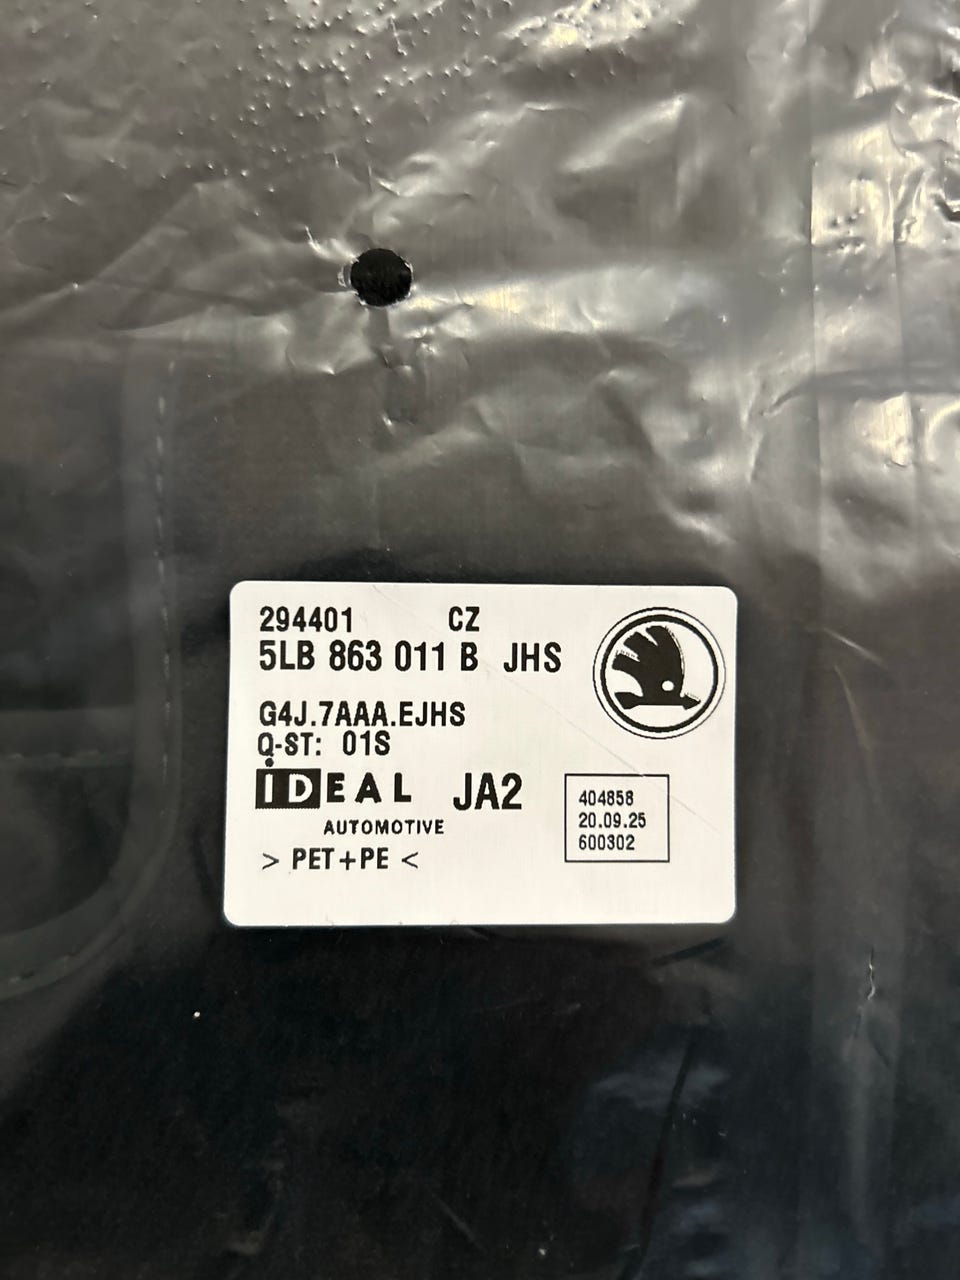 294401 CZ
5LB 863 011 B JHS
G4J.7AAA.EJHS
Q-ST: 01S
IDEAL JA2
AUTOMOTIVE
> PET+PE <
404858
20.09.25
600302